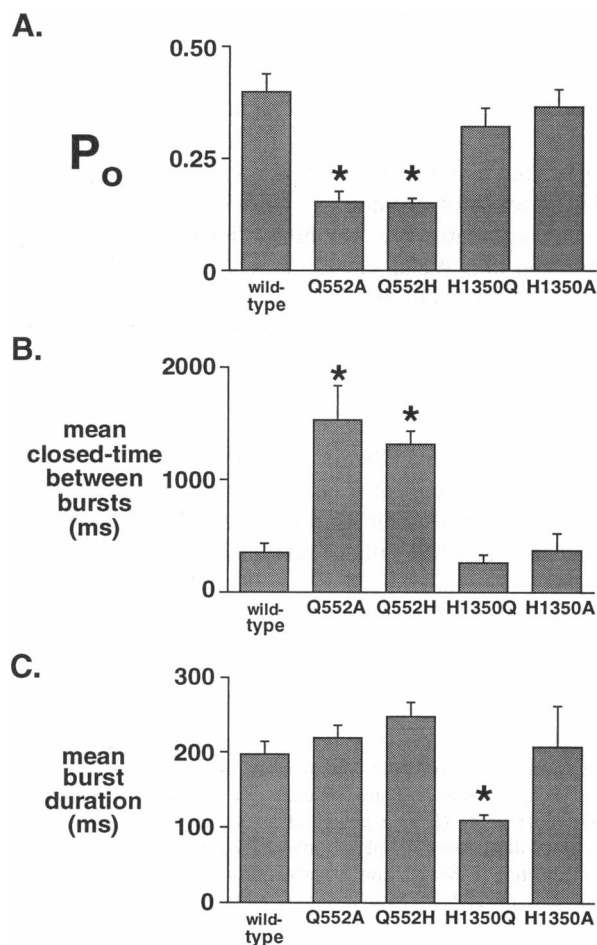 A.
0.50
P₀
0.25
* *
0
wild-type Q552A Q552H H1350Q H1350A
B.
2000
*
*
mean
closed-time
between
bursts
(ms)
1000
0
wild-type Q552A Q552H H1350Q H1350A
C.
300
mean
burst
duration
(ms)
200
*
100
0
wild-type Q552A Q552H H1350Q H1350A